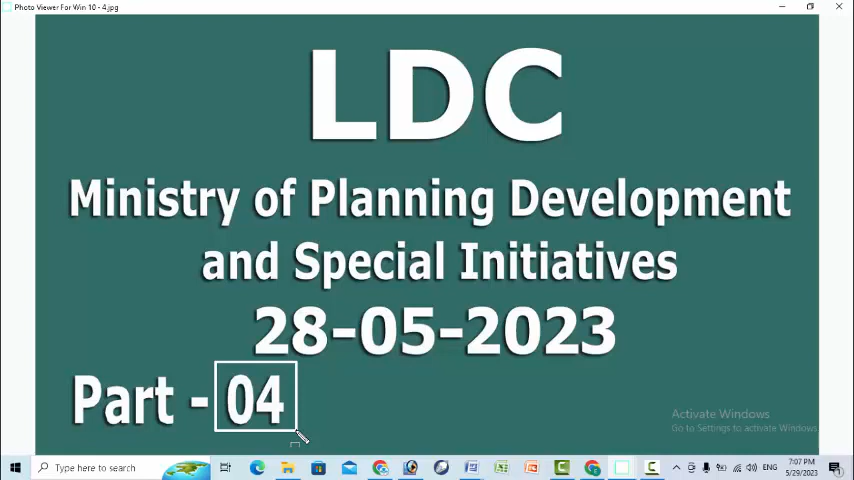 Photo Viewer For Win 10 - 4.jpg
LDC
Ministry of Planning Development
and Special Initiatives
28-05-2023
Part - 04
Activate Windows
Go to Settings to activate Windows.
Type here to search
ENG
7:07 PM
5/29/2023